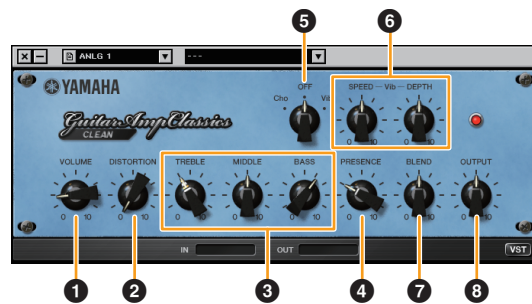 5 6
ANLG 1 ---
YAMAHA OFF SPEED — Vib — DEPTH
Cho Vib
Guitar Amp Classics
CLEAN
VOLUME DISTORTION TREBLE MIDDLE BASS PRESENCE BLEND OUTPUT
0 10 0 10 0 10 0 10 0 10 0 10 0 10 0 10
IN OUT VST
1 2 3 4 7 8